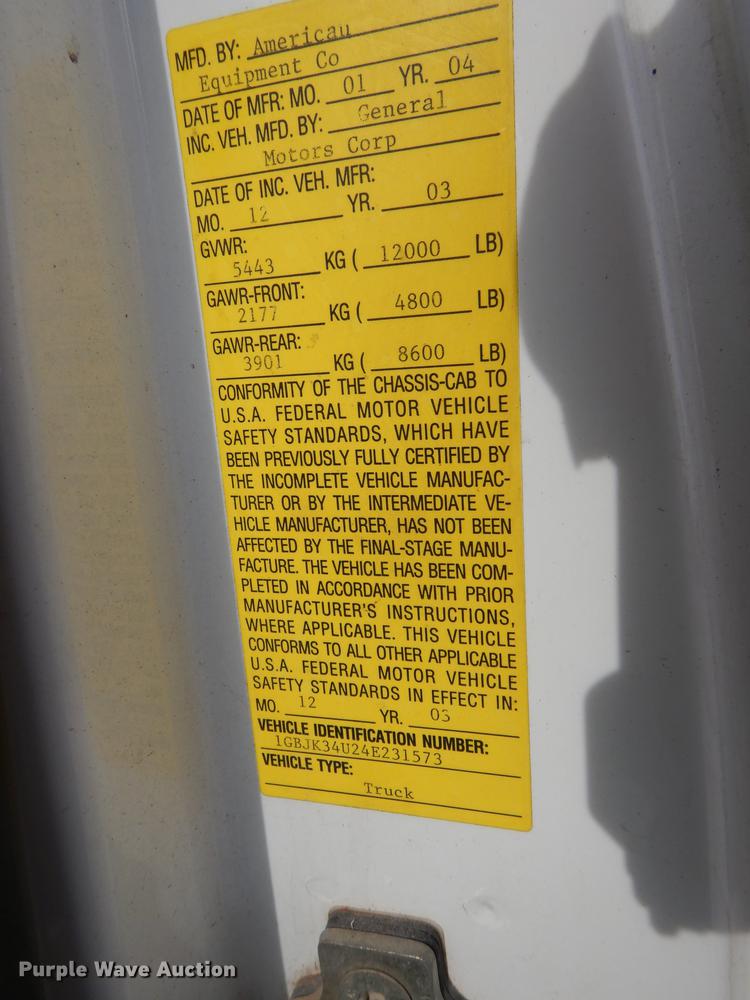 MFD. BY: American
Equipment Co
DATE OF MFR: MO. 01 YR. 04
INC. VEH. MFD. BY: General
Motors Corp
DATE OF INC. VEH. MFR:
MO. 12 YR. 03
GVWR:
5443 KG ( 12000 LB)
GAWR-FRONT:
2177 KG ( 4800 LB)
GAWR-REAR:
3901 KG ( 8600 LB)
CONFORMITY OF THE CHASSIS-CAB TO
U.S.A. FEDERAL MOTOR VEHICLE
SAFETY STANDARDS, WHICH HAVE
BEEN PREVIOUSLY FULLY CERTIFIED BY
THE INCOMPLETE VEHICLE MANUFAC-
TURER OR BY THE INTERMEDIATE VE-
HICLE MANUFACTURER, HAS NOT BEEN
AFFECTED BY THE FINAL-STAGE MANU-
FACTURE. THE VEHICLE HAS BEEN COM-
PLETED IN ACCORDANCE WITH PRIOR
MANUFACTURER'S INSTRUCTIONS,
WHERE APPLICABLE. THIS VEHICLE
CONFORMS TO ALL OTHER APPLICABLE
U.S.A. FEDERAL MOTOR VEHICLE
SAFETY STANDARDS IN EFFECT IN:
MO. 12 YR. 03
VEHICLE IDENTIFICATION NUMBER:
1GBJK34U24E231573
VEHICLE TYPE:
Truck
Purple Wave Auction